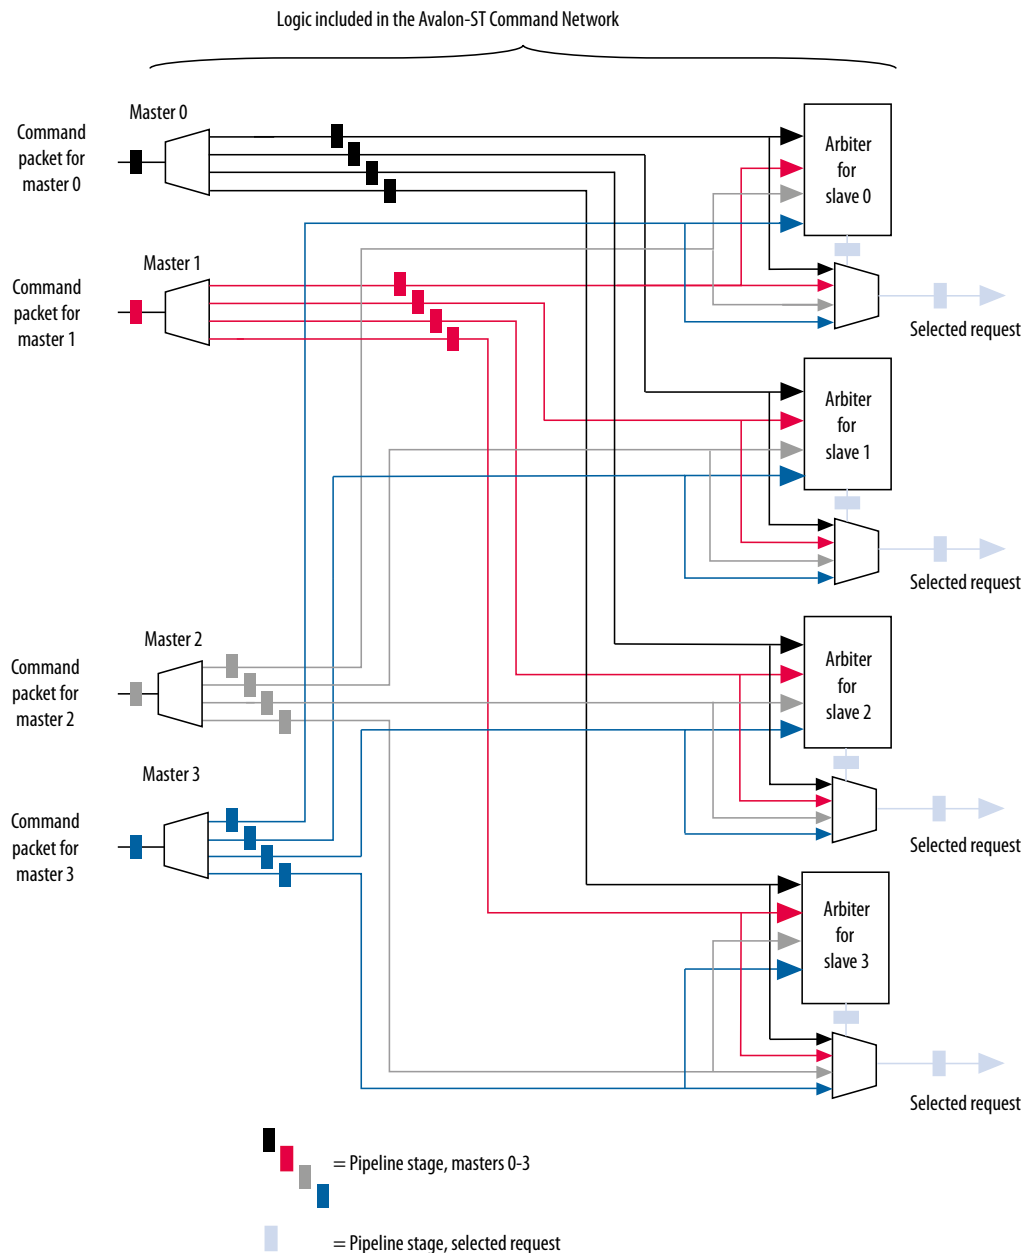 Logic included in the Avalon-ST Command Network
Master 0
Command
packet for
master 0
Arbiter
for
slave 0
Master 1
Command
packet for
master 1
Selected request
Arbiter
for
slave 1
Selected request
Master 2
Command
packet for
master 2
Arbiter
for
slave 2
Master 3
Command
packet for
master 3
Selected request
Arbiter
for
slave 3
Selected request
= Pipeline stage, masters 0-3
= Pipeline stage, selected request